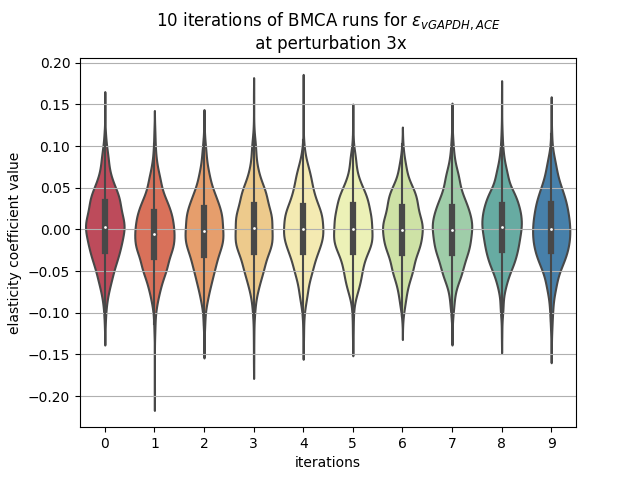 10 iterations of BMCA runs for ε_{vGAPDH, ACE}
at perturbation 3x
0.20
0.15
0.10
0.05
0.00
−0.05
−0.10
−0.15
−0.20
elasticity coefficient value
0 1 2 3 4 5 6 7 8 9
iterations